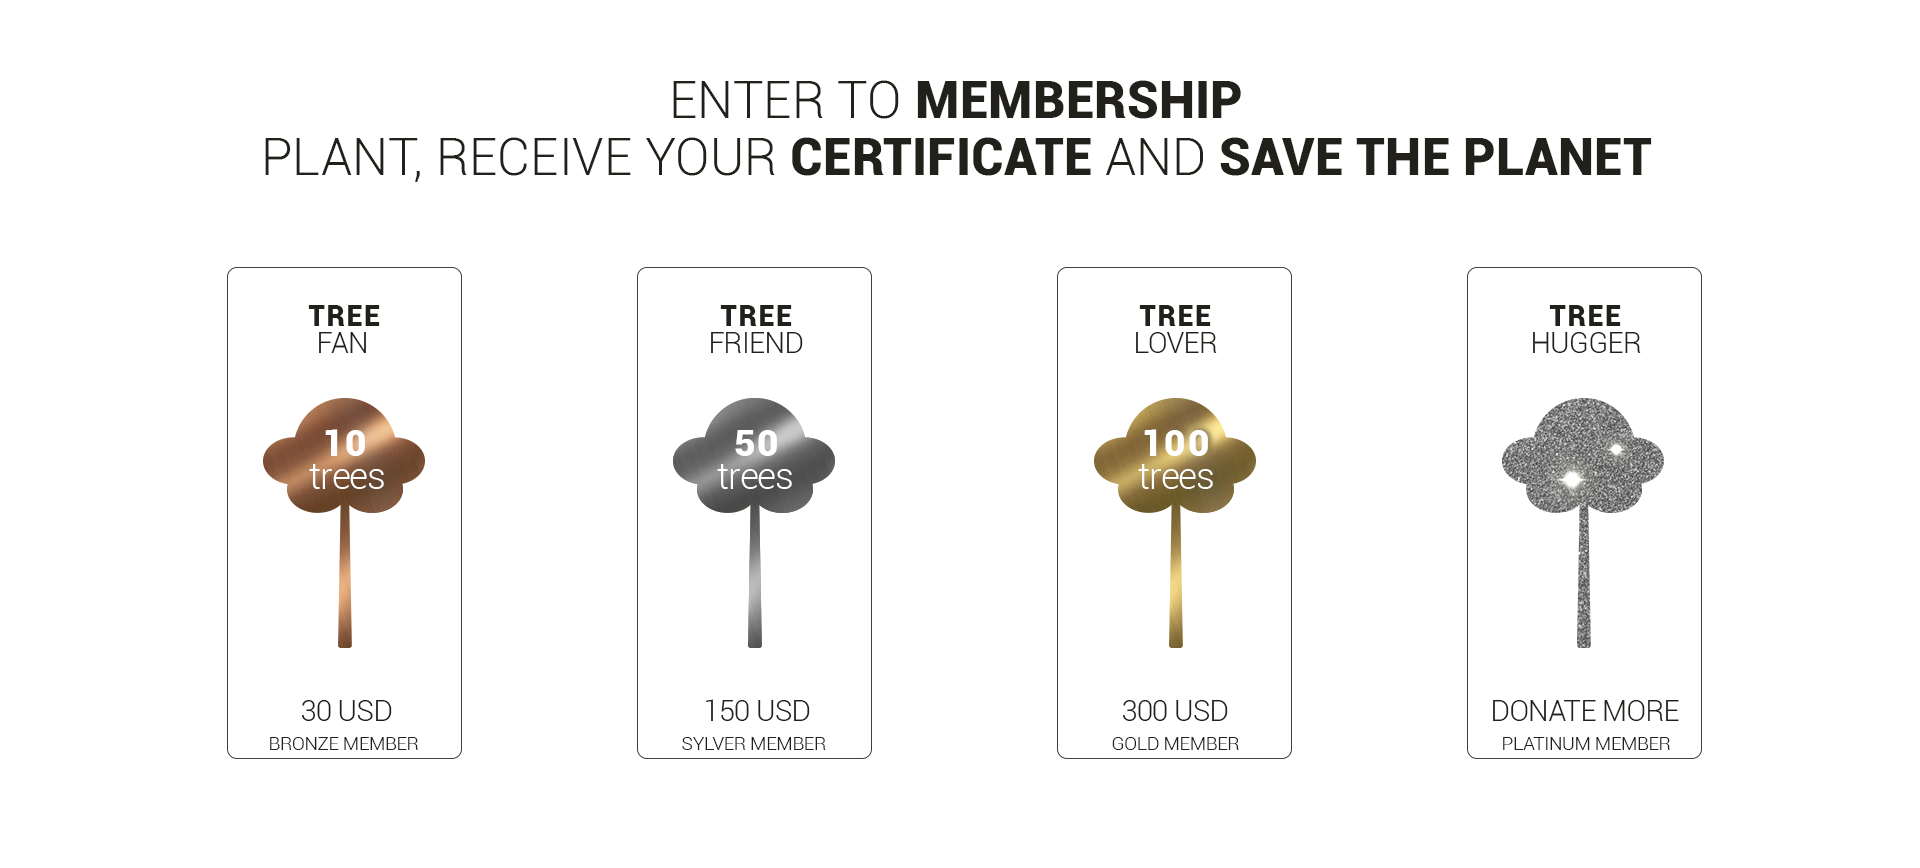 ENTER TO MEMBERSHIP
PLANT, RECEIVE YOUR CERTIFICATE AND SAVE THE PLANET
TREE
FAN
10
trees
30 USD
BRONZE MEMBER
TREE
FRIEND
50
trees
150 USD
SYLVER MEMBER
TREE
LOVER
100
trees
300 USD
GOLD MEMBER
TREE
HUGGER
DONATE MORE
PLATINUM MEMBER